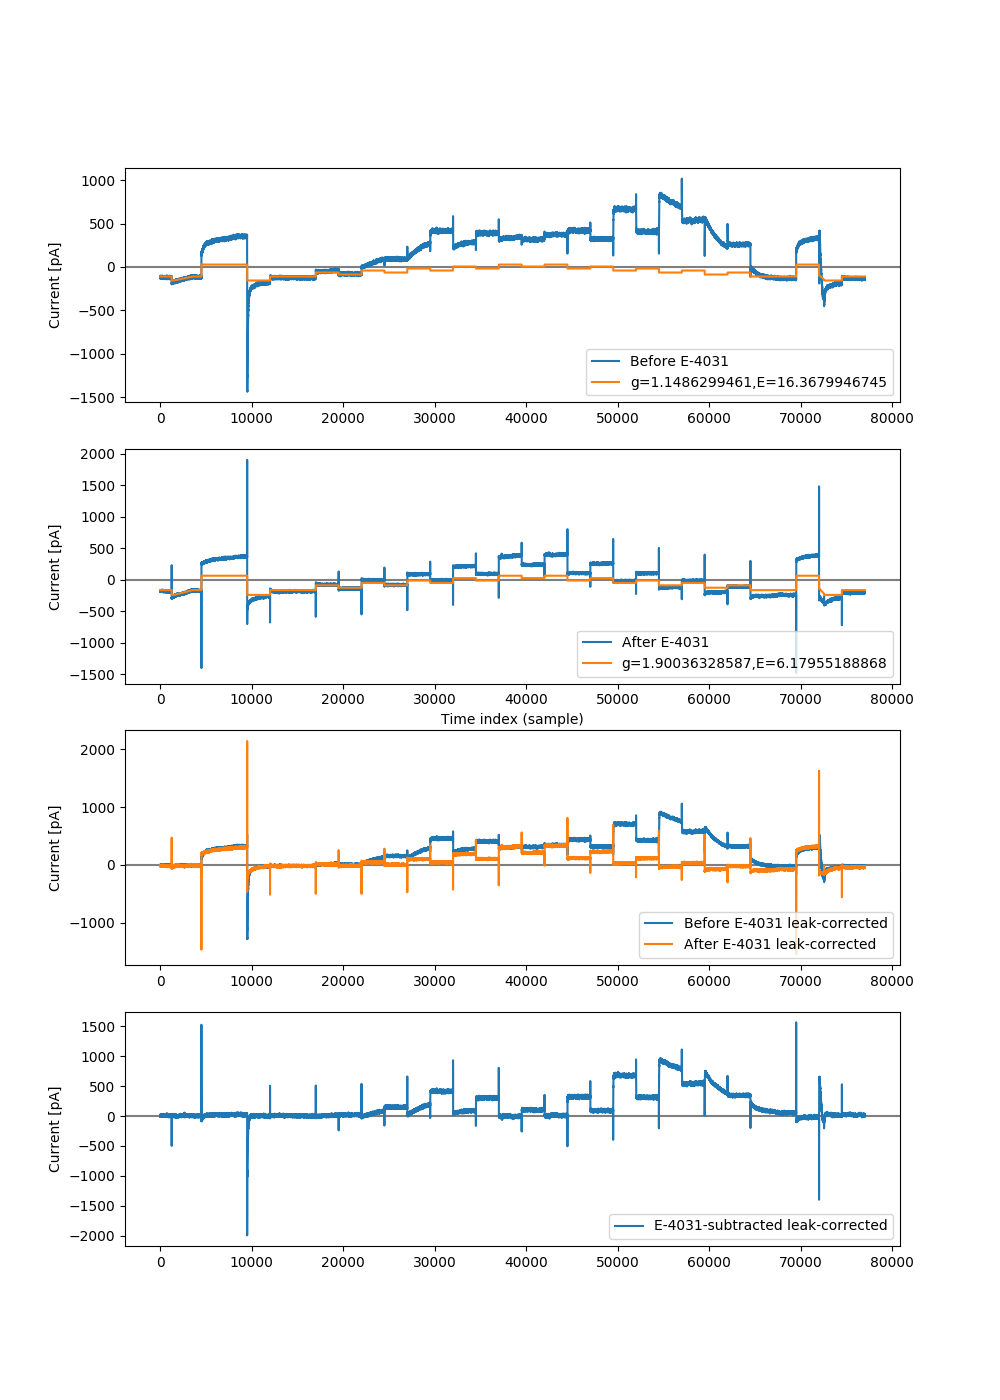 1000
500
0
−500
−1000
−1500
Current [pA]
Before E-4031
g=1.1486299461,E=16.3679946745
0 10000 20000 30000 40000 50000 60000 70000 80000
2000
1500
1000
500
0
−500
−1000
−1500
Current [pA]
After E-4031
g=1.90036328587,E=6.17955188868
0 10000 20000 30000 40000 50000 60000 70000 80000
Time index (sample)
2000
1000
0
−1000
Current [pA]
Before E-4031 leak-corrected
After E-4031 leak-corrected
0 10000 20000 30000 40000 50000 60000 70000 80000
1500
1000
500
0
−500
−1000
−1500
−2000
Current [pA]
E-4031-subtracted leak-corrected
0 10000 20000 30000 40000 50000 60000 70000 80000